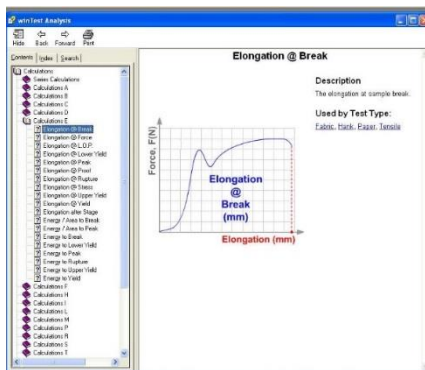 winTest Analysis
Hide Back Forward Print
Contents Index Search
Calculations
Series Calculations
Calculations A
Calculations B
Calculations C
Calculations D
Calculations E
Elongation @ Break
Elongation @ Force
Elongation @ L.O.P.
Elongation @ Lower Yield
Elongation @ Peak
Elongation @ Proof
Elongation @ Rupture
Elongation @ Stress
Elongation @ Upper Yield
Elongation @ Yield
Elongation after Stage
Energy / Area to Break
Energy / Area to Peak
Energy to Break
Energy to Lower Yield
Energy to Peak
Energy to Rupture
Energy to Upper Yield
Energy to Yield
Calculations F
Calculations H
Calculations I
Calculations L
Calculations M
Calculations P
Calculations R
Calculations S
Calculations T
Elongation @ Break
Description
The elongation at sample break.
Used by Test Type:
Fabric, Hank, Paper, Tensile
Force, F(N)
Elongation
@
Break
(mm)
Elongation (mm)